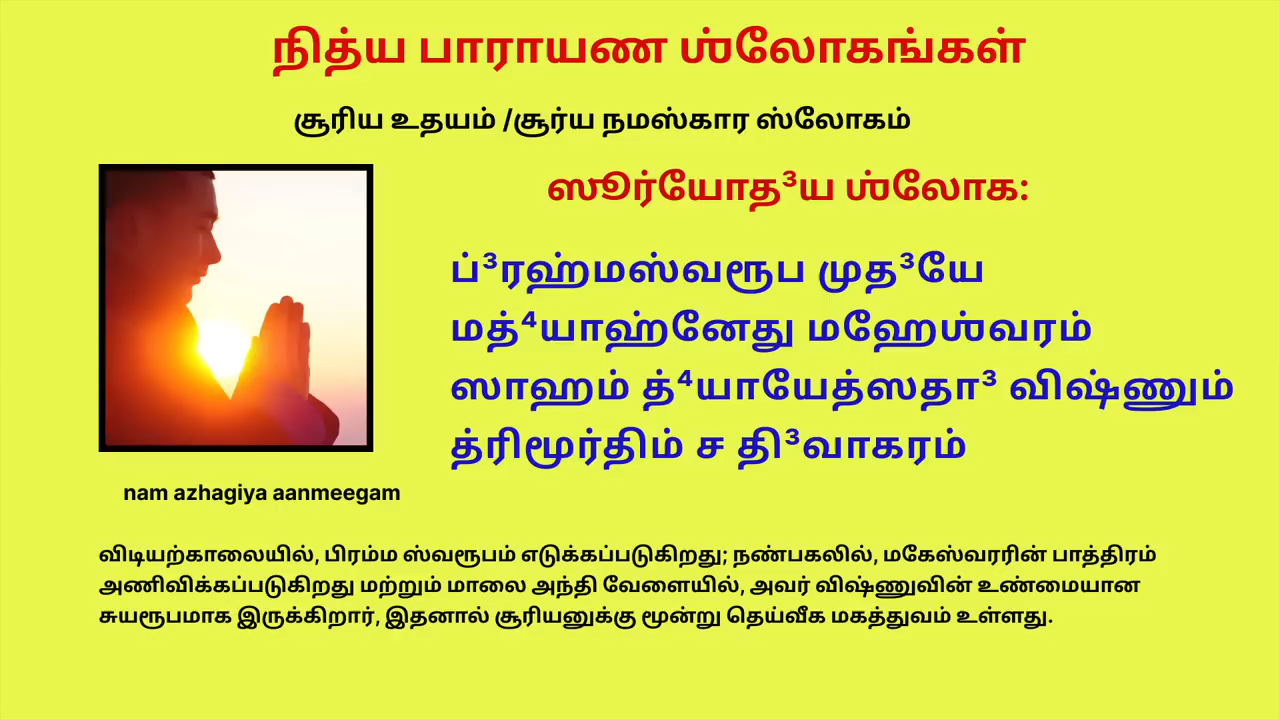 நித்ய பாராயண ஶ்லோகங்கள்
சூரிய உதயம் /சூர்ய நமஸ்கார ஸ்லோகம்
ஸூர்யோத³ய ஶ்லோக:
ப்³ரஹ்மஸ்வரூப முத³யே
மத்⁴யாஹ்னேது மஹேஶ்வரம்
ஸாஹம் த்⁴யாயேத்ஸதா³ விஷ்ணும்
த்ரிமூர்திம் ச தி³வாகரம்
nam azhagiya aanmeegam
விடியற்காலையில், பிரம்ம ஸ்வரூபம் எடுக்கப்படுகிறது; நண்பகலில், மகேஸ்வரரின் பாத்திரம்
அணிவிக்கப்படுகிறது மற்றும் மாலை அந்தி வேளையில், அவர் விஷ்ணுவின் உண்மையான
சுயரூபமாக இருக்கிறார், இதனால் சூரியனுக்கு மூன்று தெய்வீக மகத்துவம் உள்ளது.